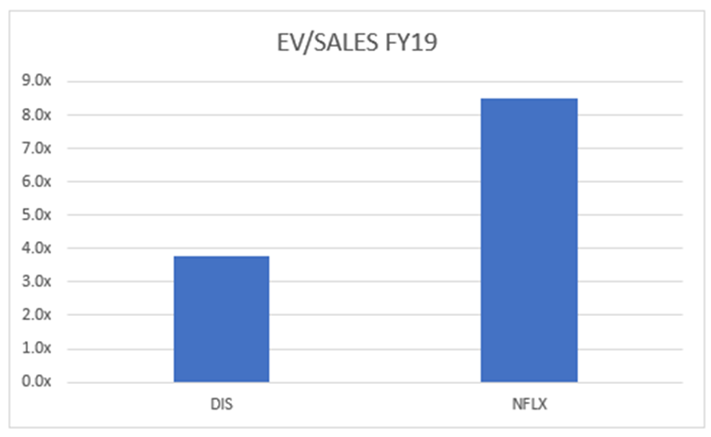 EV/SALES FY19
9.0x
8.0x
7.0x
6.0x
5.0x
4.0x
3.0x
2.0x
1.0x
0.0x
DIS NFLX